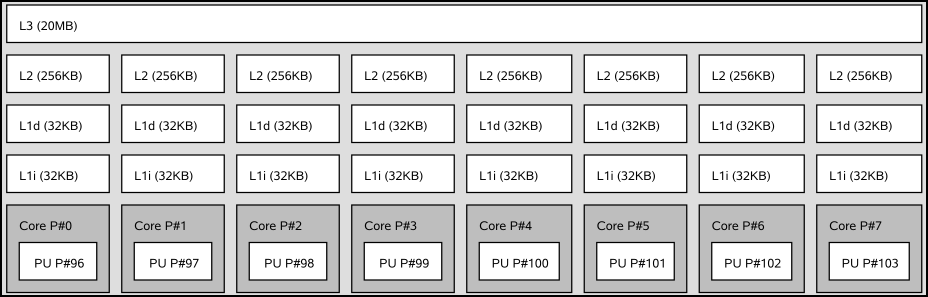 L3 (20MB)
L2 (256KB) L2 (256KB) L2 (256KB) L2 (256KB) L2 (256KB) L2 (256KB) L2 (256KB) L2 (256KB)
L1d (32KB) L1d (32KB) L1d (32KB) L1d (32KB) L1d (32KB) L1d (32KB) L1d (32KB) L1d (32KB)
L1i (32KB) L1i (32KB) L1i (32KB) L1i (32KB) L1i (32KB) L1i (32KB) L1i (32KB) L1i (32KB)
Core P#0 Core P#1 Core P#2 Core P#3 Core P#4 Core P#5 Core P#6 Core P#7
PU P#96 PU P#97 PU P#98 PU P#99 PU P#100 PU P#101 PU P#102 PU P#103